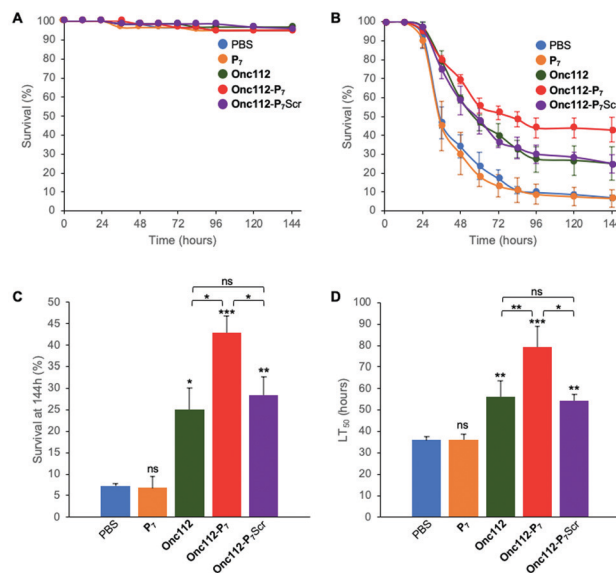 A
100
90
80
70
60
50
40
30
20
10
0
Survival (%)
0 24 48 72 96 120 144
Time (hours)
PBS
P7
Onc112
Onc112-P7
Onc112-P7Scr
B
100
90
80
70
60
50
40
30
20
10
0
Survival (%)
0 24 48 72 96 120 144
Time (hours)
PBS
P7
Onc112
Onc112-P7
Onc112-P7Scr
C
50
45
40
35
30
25
20
15
10
5
0
Survival at 144h (%)
ns
* *
***
**
*
ns
PBS P7 Onc112 Onc112-P7 Onc112-P7Scr
D
100
90
80
70
60
50
40
30
20
10
0
LT50 (hours)
ns
** *
***
**
**
ns
PBS P7 Onc112 Onc112-P7 Onc112-P7Scr